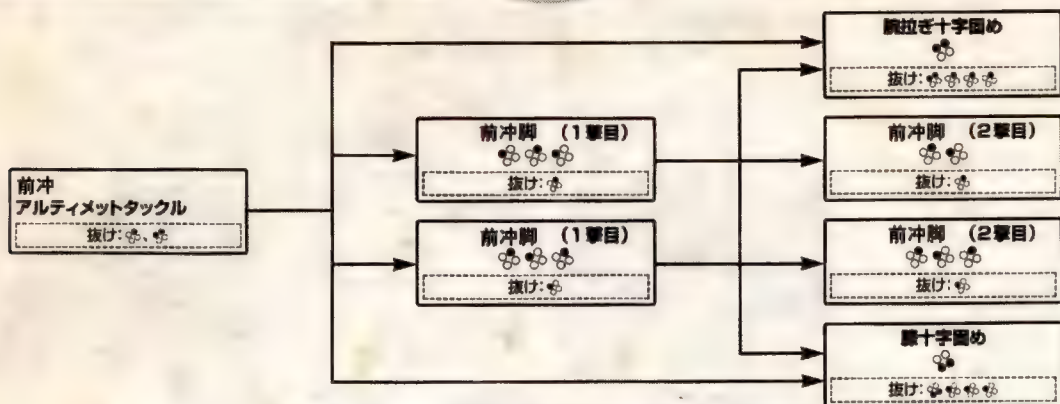 前冲
アルティメットタックル
抜け:、
前冲脚 (1撃目)
抜け:
前冲脚 (1撃目)
抜け:
腕拉ぎ十字固め
抜け:
前冲脚 (2撃目)
抜け:
前冲脚 (2撃目)
抜け:
膝十字固め
抜け: